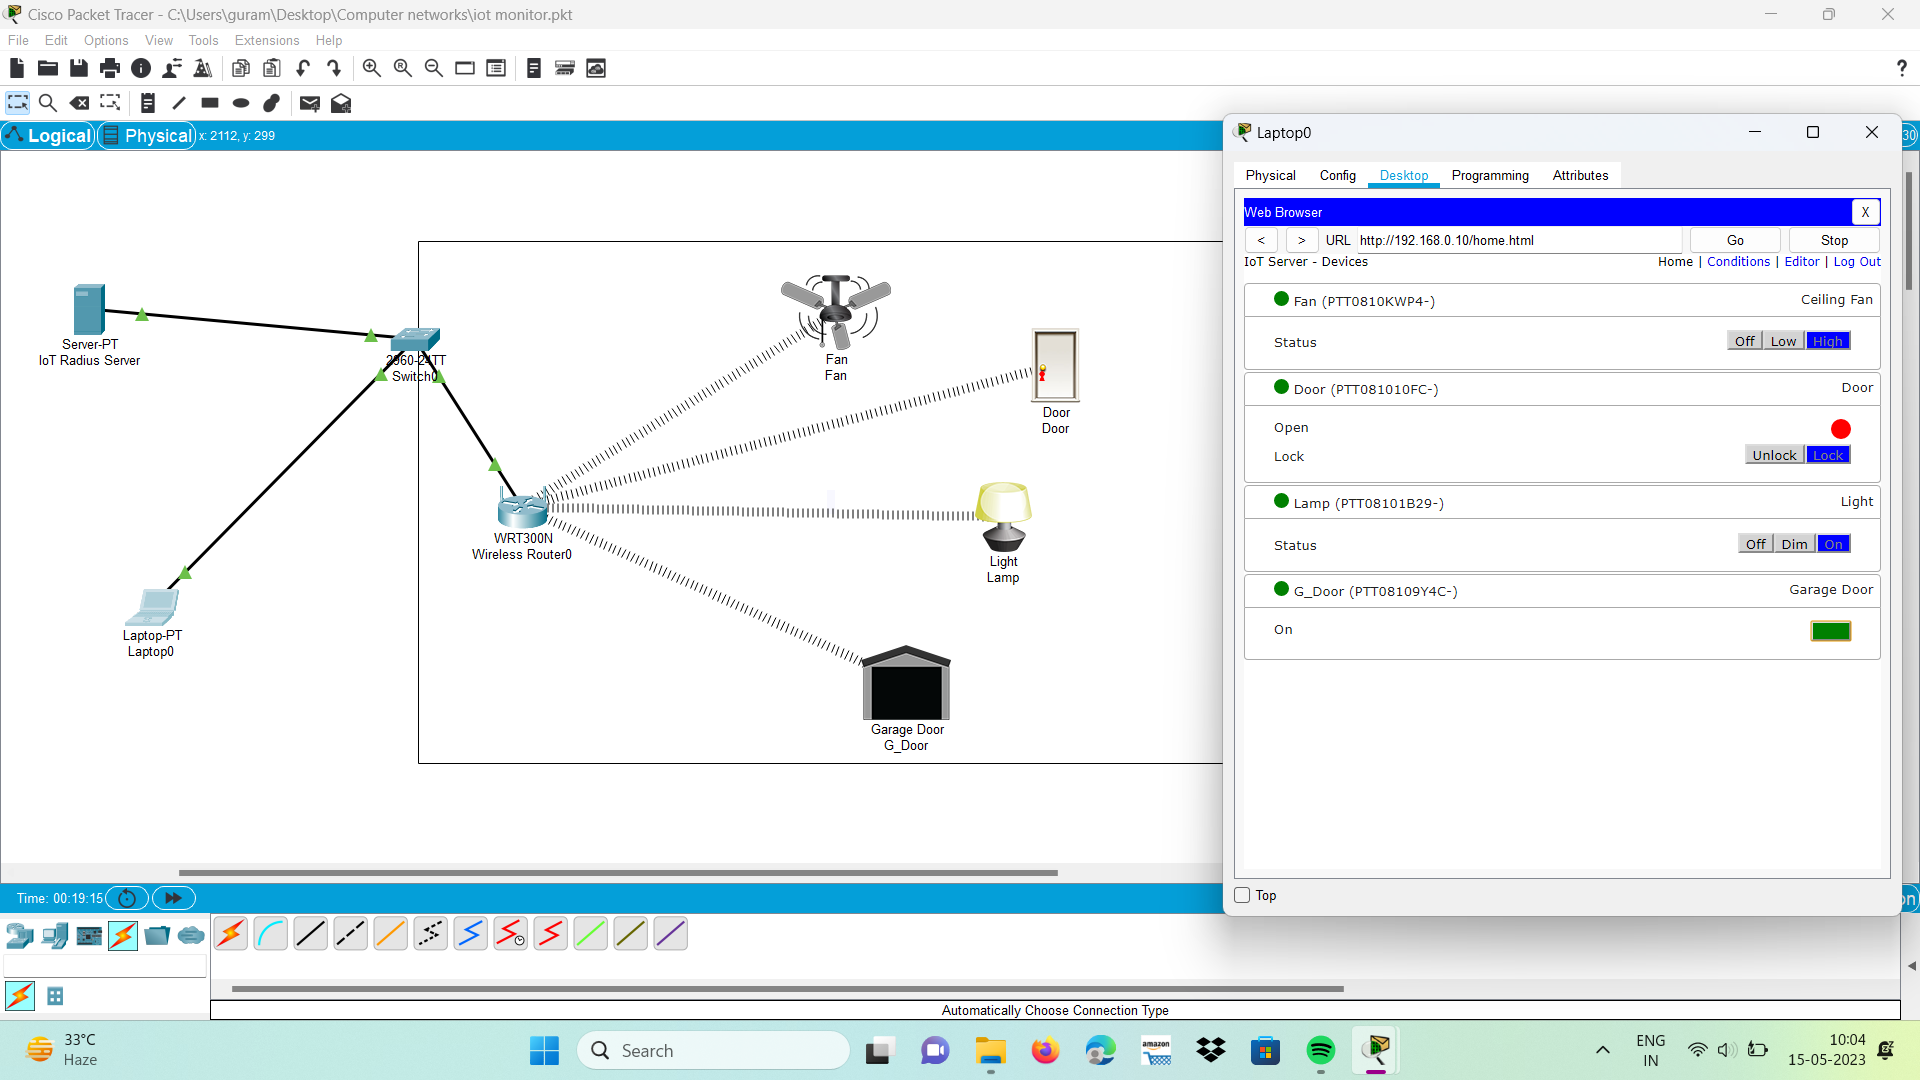 Cisco Packet Tracer - C:\Users\guram\Desktop\Computer networks\iot monitor.pkt
File Edit Options View Tools Extensions Help
?
Logical Physical x: 2112, y: 299
30
Server-PT
IoT Radius Server
2960-24TT
Switch0
WRT300N
Wireless Router0
Laptop-PT
Laptop0
Fan
Fan
Door
Door
Light
Lamp
Garage Door
G_Door
Laptop0
Physical Config Desktop Programming Attributes
Web Browser X
< > URL http://192.168.0.10/home.html Go Stop
IoT Server - Devices Home | Conditions | Editor | Log Out
Fan (PTT0810KWP4-) Ceiling Fan
Status Off Low High
Door (PTT081010FC-) Door
Open
Lock Unlock Lock
Lamp (PTT08101B29-) Light
Status Off Dim On
G_Door (PTT08109Y4C-) Garage Door
On
Top
Time: 00:19:15
on
Automatically Choose Connection Type
33°C
Haze
Search
amazon
ENG
IN
10:04
15-05-2023